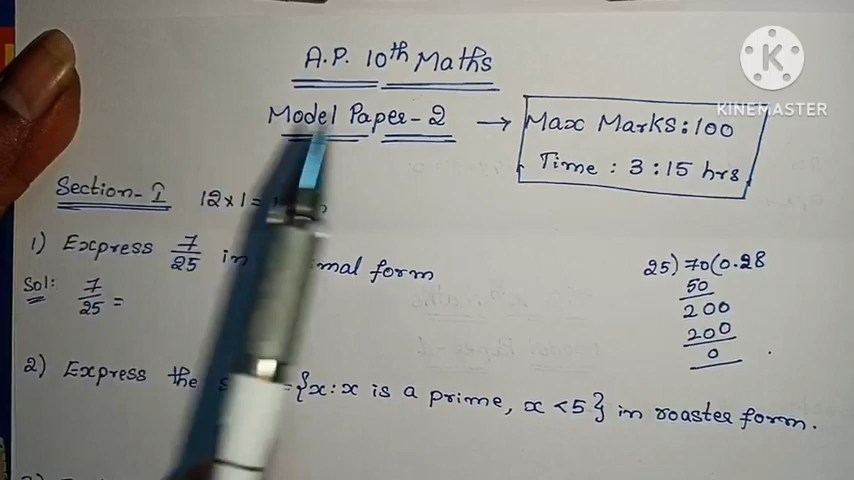 A.P. 10th Maths
Model Paper-2 → Max Marks:100
Time : 3:15 hrs
Section-I 12×1=
1) Express 7/25 in decimal form
Sol: 7/25 =
25)70(0.28
50
200
200
0
2) Express the ={x:x is a prime, x<5} in roaster form.
KINEMASTER